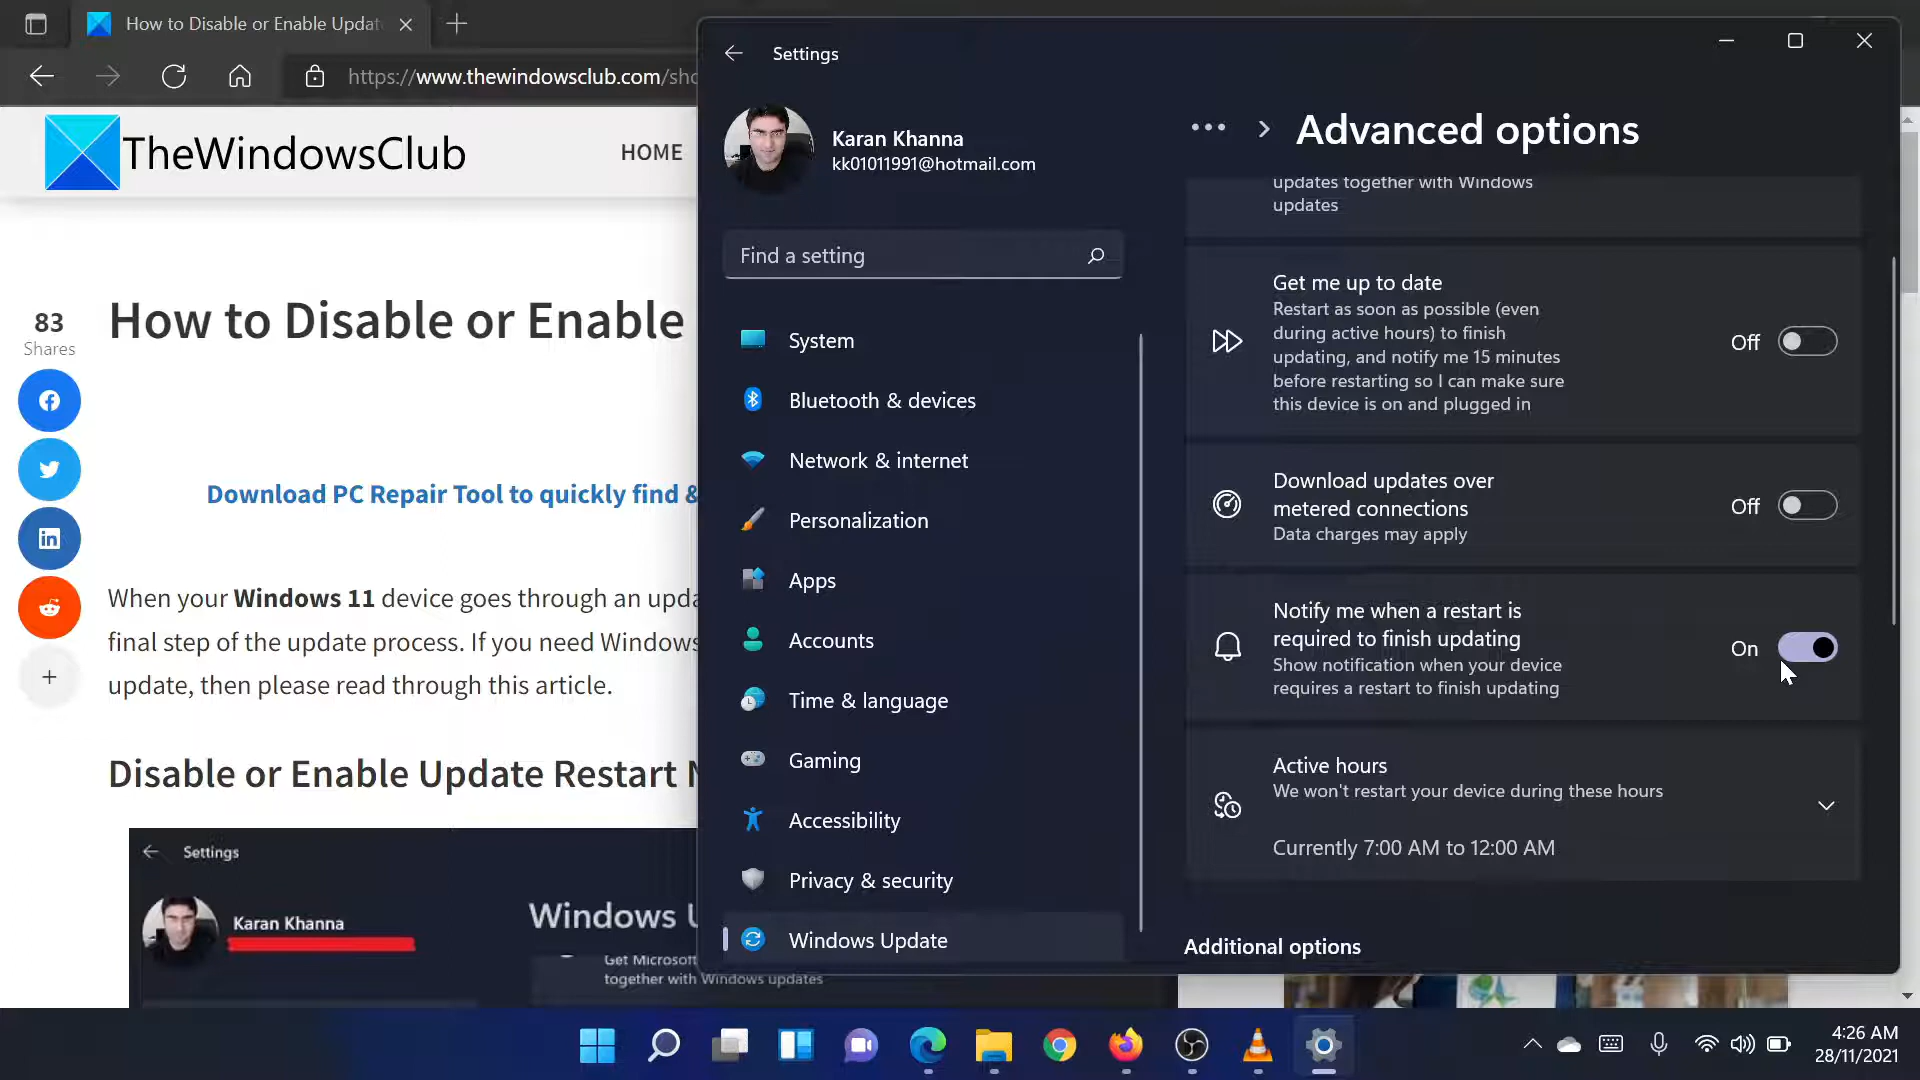 How to Disable or Enable Updat
https://www.thewindowsclub.com/sho
TheWindowsClub
HOME
83
Shares
How to Disable or Enable
Download PC Repair Tool to quickly find &
When your Windows 11 device goes through an upda
final step of the update process. If you need Windows
update, then please read through this article.
Disable or Enable Update Restart N
Settings
Karan Khanna
Windows U
Get Microsoft
together with Windows updates
Settings
Karan Khanna
kk01011991@hotmail.com
Find a setting
System
Bluetooth & devices
Network & internet
Personalization
Apps
Accounts
Time & language
Gaming
Accessibility
Privacy & security
Windows Update
Advanced options
updates together with Windows
updates
Get me up to date
Restart as soon as possible (even
during active hours) to finish
updating, and notify me 15 minutes
before restarting so I can make sure
this device is on and plugged in
Off
Download updates over
metered connections
Data charges may apply
Off
Notify me when a restart is
required to finish updating
Show notification when your device
requires a restart to finish updating
On
Active hours
We won't restart your device during these hours
Currently 7:00 AM to 12:00 AM
Additional options
4:26 AM
28/11/2021